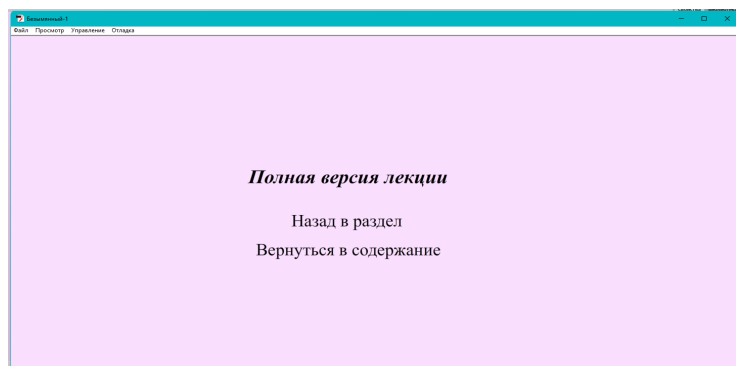 Безымянный-1
Файл Просмотр Управление Отладка
Полная версия лекции
Назад в раздел
Вернуться в содержание